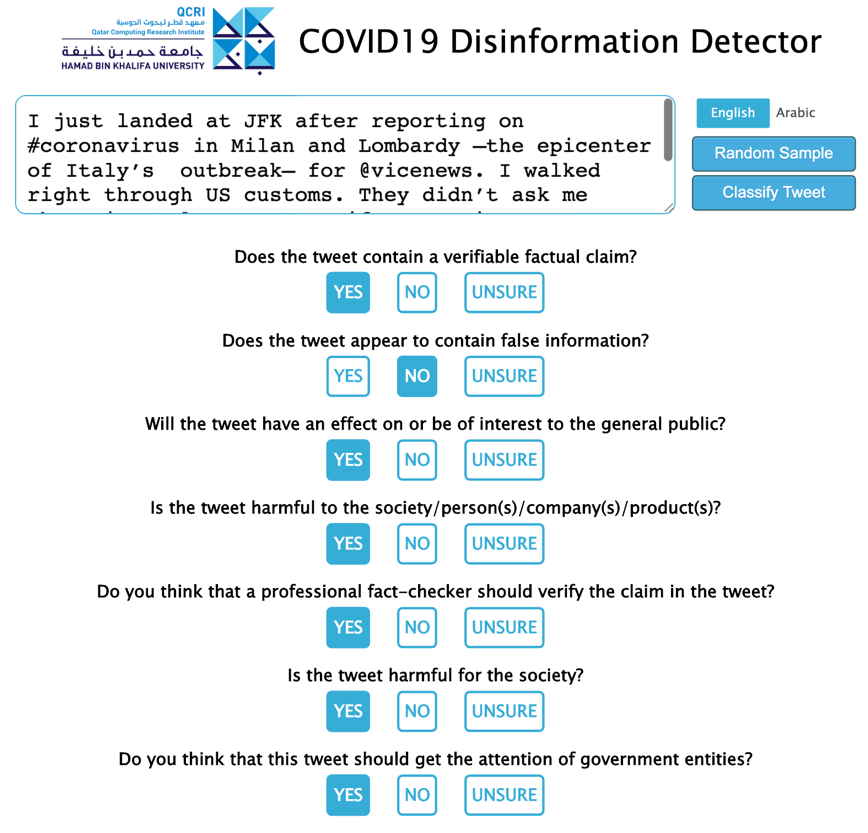 QCRI
معهد قطر لبحوث الحوسبة
Qatar Computing Research Institute
جامعة حمد بن خليفة
HAMAD BIN KHALIFA UNIVERSITY
COVID19 Disinformation Detector
I just landed at JFK after reporting on
#coronavirus in Milan and Lombardy —the epicenter
of Italy’s  outbreak— for @vicenews. I walked
right through US customs. They didn’t ask me
English Arabic
Random Sample
Classify Tweet
Does the tweet contain a verifiable factual claim?
YES NO UNSURE
Does the tweet appear to contain false information?
YES NO UNSURE
Will the tweet have an effect on or be of interest to the general public?
YES NO UNSURE
Is the tweet harmful to the society/person(s)/company(s)/product(s)?
YES NO UNSURE
Do you think that a professional fact-checker should verify the claim in the tweet?
YES NO UNSURE
Is the tweet harmful for the society?
YES NO UNSURE
Do you think that this tweet should get the attention of government entities?
YES NO UNSURE